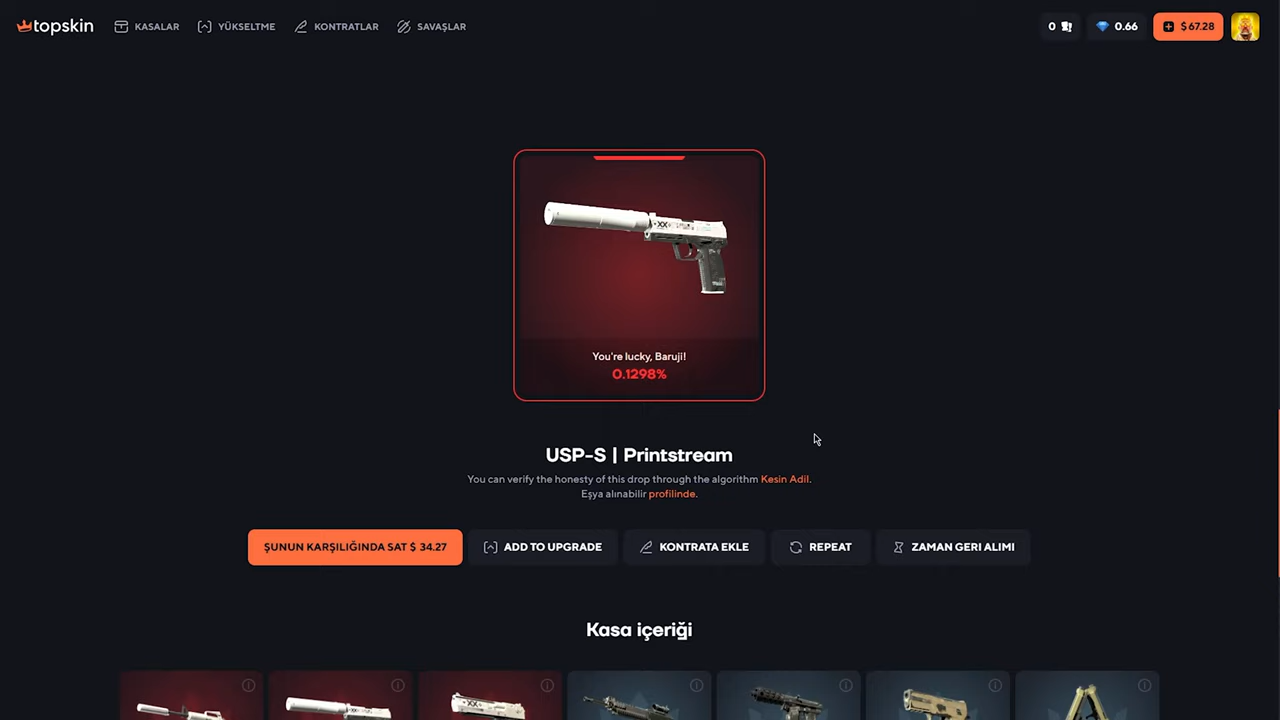 topskin
KASALAR
YÜKSELTME
KONTRATLAR
SAVAŞLAR
0
0.66
$ 67.28
XX
You're lucky, Baruji!
0.1298%
USP-S | Printstream
You can verify the honesty of this drop through the algorithm Kesin Adil.
Eşya alınabilir profilinde.
ŞUNUN KARŞILIĞINDA SAT $ 34.27
ADD TO UPGRADE
KONTRATA EKLE
REPEAT
ZAMAN GERI ALIMI
Kasa içeriği
XX